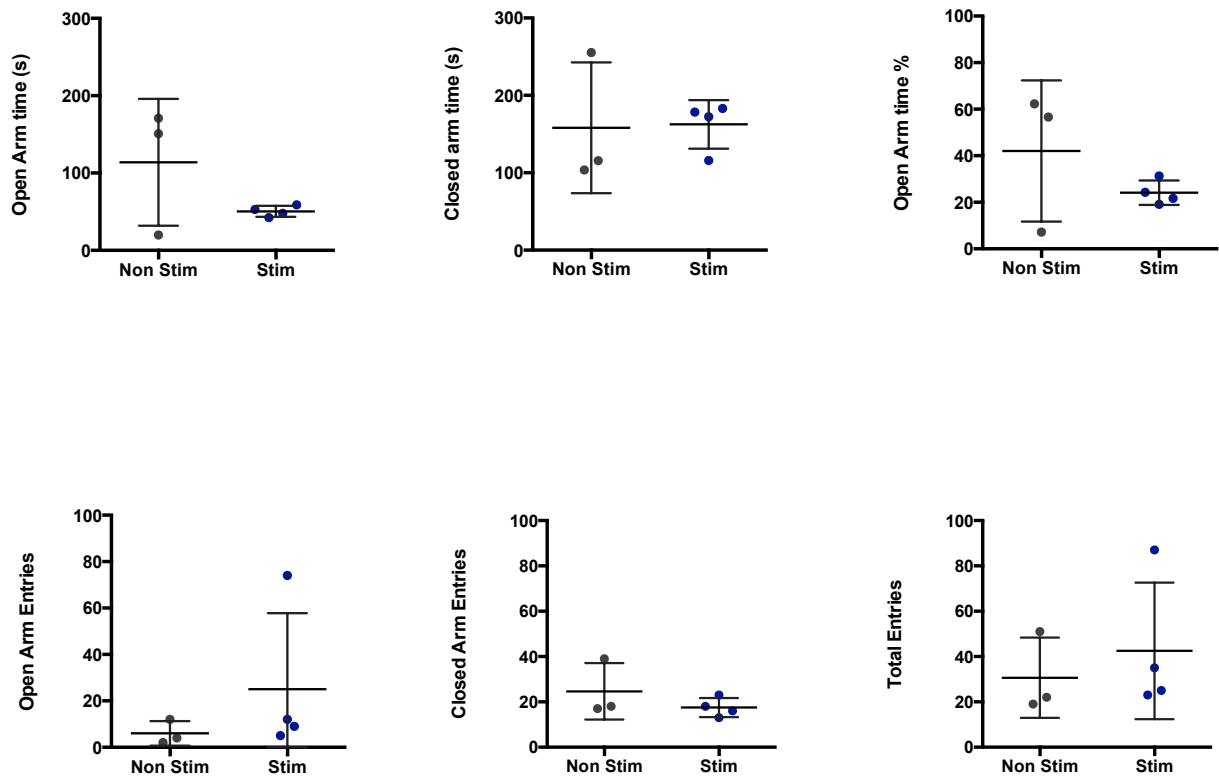 Open Arm time (s)
300
200
100
0
Non Stim
Stim
Closed arm time (s)
300
200
100
0
Non Stim
Stim
Open Arm time %
100
80
60
40
20
0
Non Stim
Stim
Open Arm Entries
100
80
60
40
20
0
Non Stim
Stim
Closed Arm Entries
100
80
60
40
20
0
Non Stim
Stim
Total Entries
100
80
60
40
20
0
Non Stim
Stim